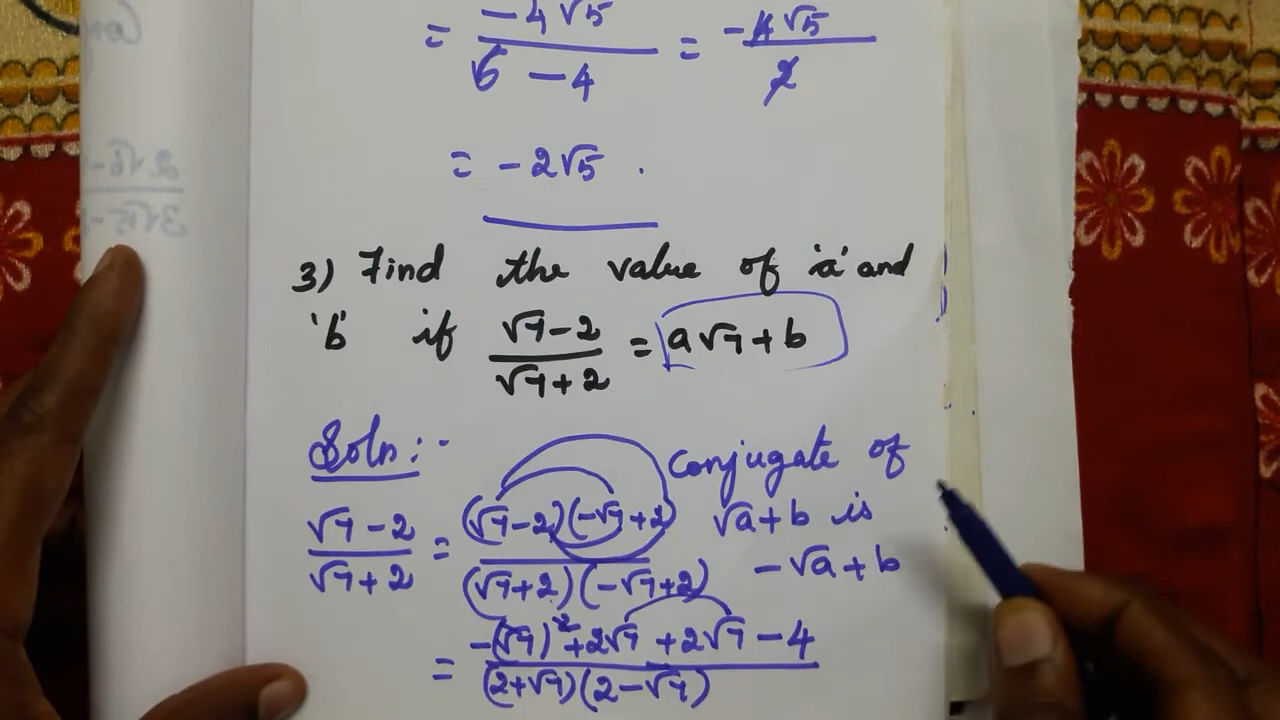 = -4√5 / 6 - 4 = -4√5 / 2
= -2√5 .
3) Find the value of 'a' and
'b' if √7-2 / √7+2 = a√7+b
Soln:-
conjugate of
√a+b is
-√a+b
√7-2 / √7+2 = (√7-2)(-√7+2) / (√7+2)(-√7+2)
= -(√7)²+2√7+2√7-4 / (2+√7)(2-√7)